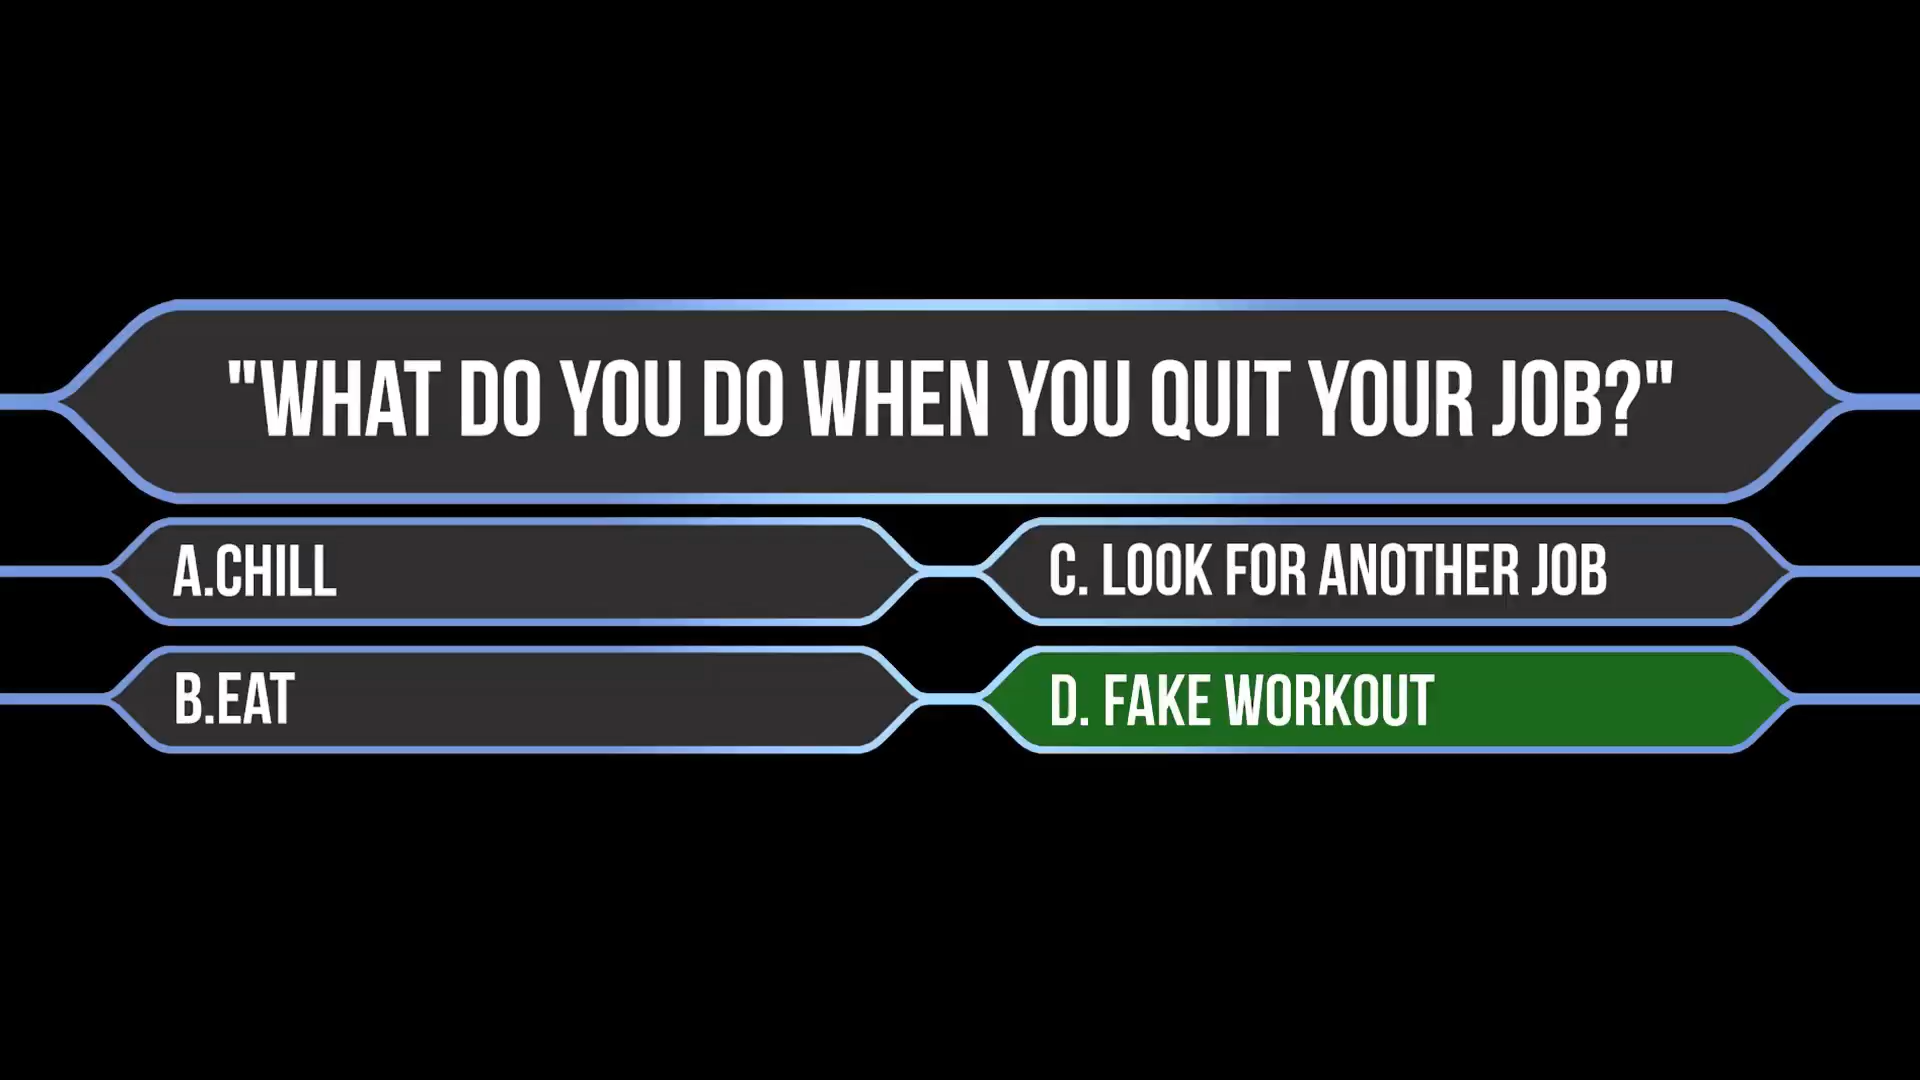 "WHAT DO YOU DO WHEN YOU QUIT YOUR JOB?"
A.CHILL
C. LOOK FOR ANOTHER JOB
B.EAT
D. FAKE WORKOUT